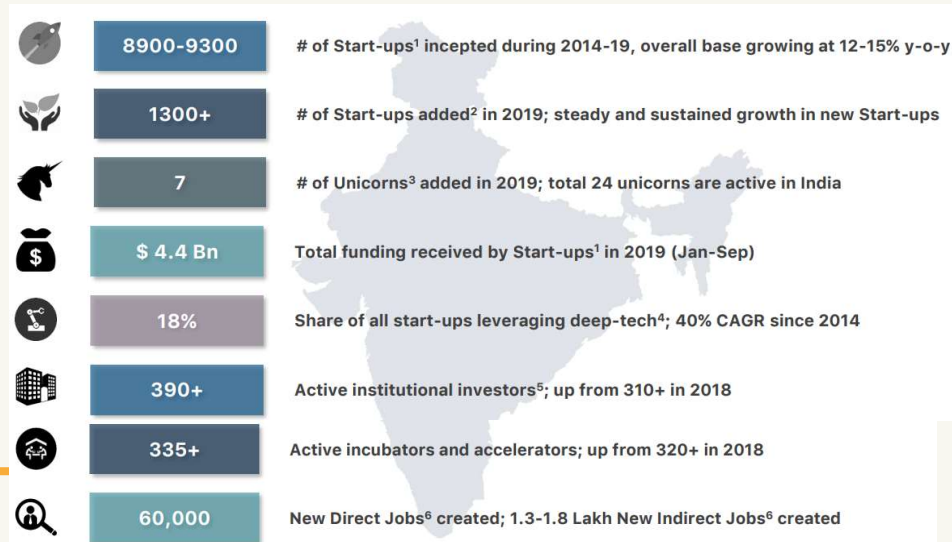 8900-9300 # of Start-ups¹ incepted during 2014-19, overall base growing at 12-15% y-o-y
1300+ # of Start-ups added² in 2019; steady and sustained growth in new Start-ups
7 # of Unicorns³ added in 2019; total 24 unicorns are active in India
$
$ 4.4 Bn Total funding received by Start-ups¹ in 2019 (Jan-Sep)
18% Share of all start-ups leveraging deep-tech⁴; 40% CAGR since 2014
390+ Active institutional investors⁵; up from 310+ in 2018
335+ Active incubators and accelerators; up from 320+ in 2018
60,000 New Direct Jobs⁶ created; 1.3-1.8 Lakh New Indirect Jobs⁶ created